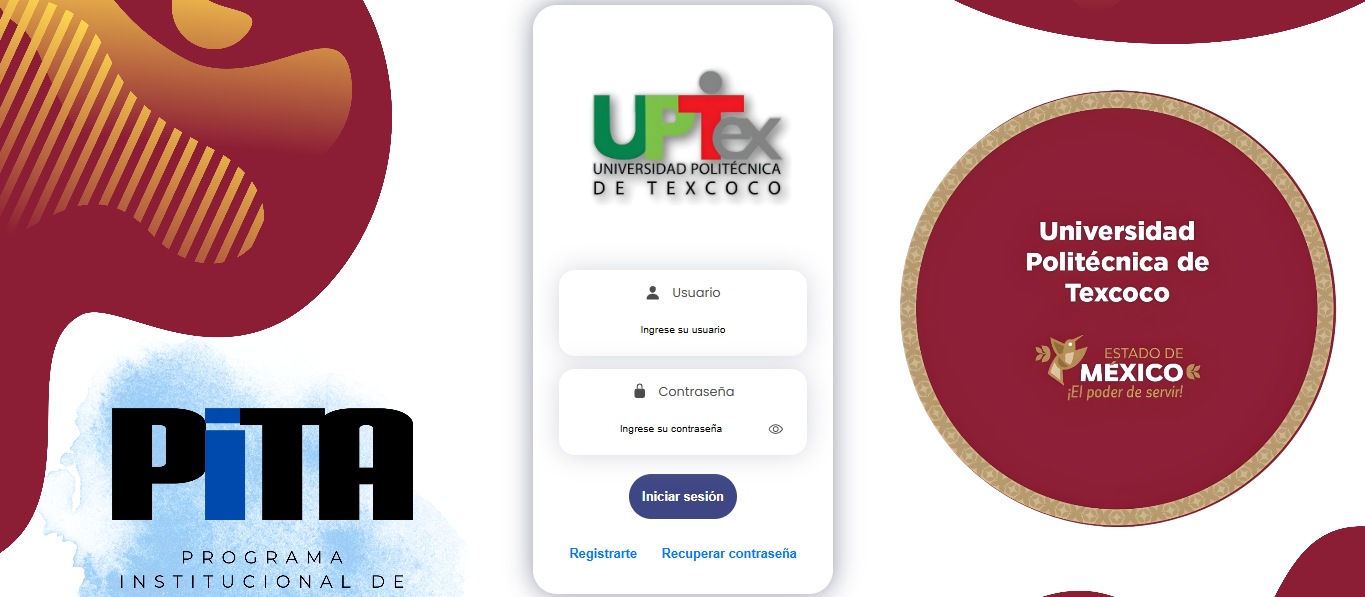 UPTex
UNIVERSIDAD POLITÉCNICA
DE TEXCOCO
Usuario
Ingrese su usuario
Contraseña
Ingrese su contraseña
Iniciar sesión
Registrarte
Recuperar contraseña
PiTA
PROGRAMA
INSTITUCIONAL DE
Universidad
Politécnica de
Texcoco
ESTADO DE
MÉXICO
¡El poder de servir!